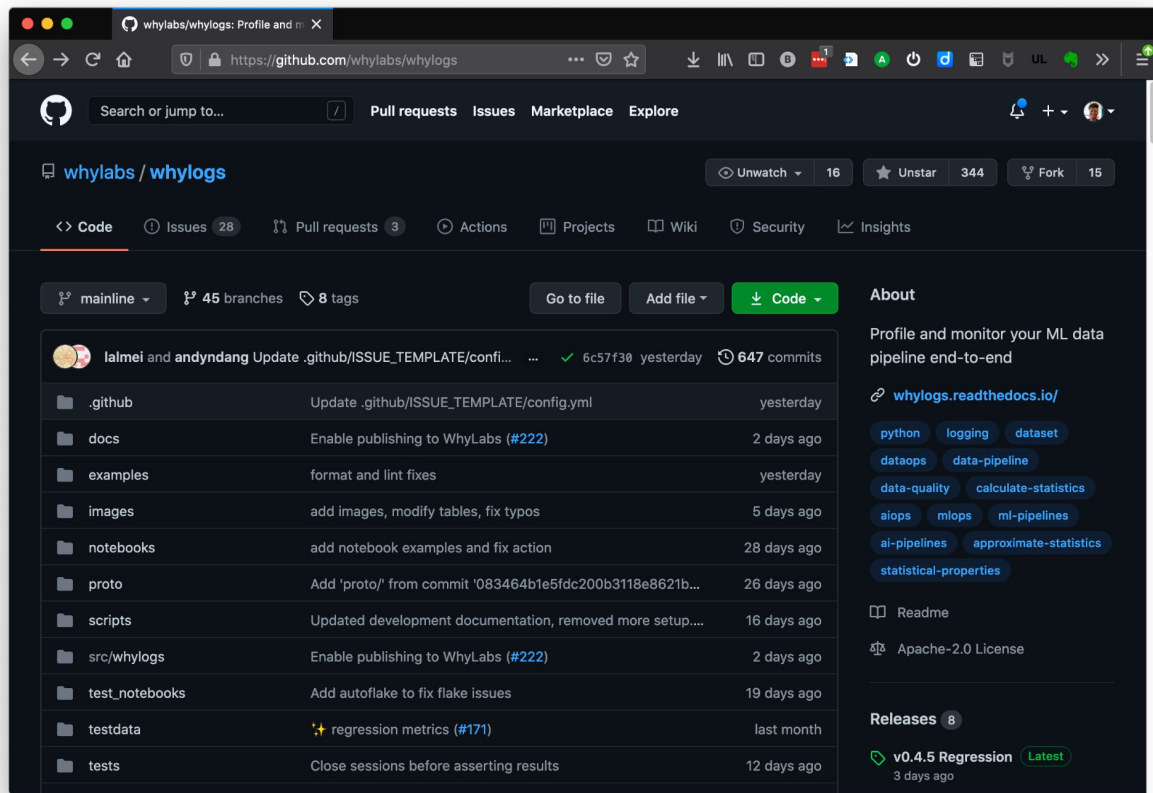 whylabs/whylogs: Profile and m
https://github.com/whylabs/whylogs
1
UL
Search or jump to... /
Pull requests Issues Marketplace Explore
whylabs / whylogs
Unwatch 16 Unstar 344 Fork 15
<> Code Issues 28 Pull requests 3 Actions Projects Wiki Security Insights
mainline 45 branches 8 tags Go to file Add file Code
lalmei and andyndang Update .github/ISSUE_TEMPLATE/confi... ... 6c57f30 yesterday 647 commits
.github Update .github/ISSUE_TEMPLATE/config.yml yesterday
docs Enable publishing to WhyLabs (#222) 2 days ago
examples format and lint fixes yesterday
images add images, modify tables, fix typos 5 days ago
notebooks add notebook examples and fix action 28 days ago
proto Add 'proto/' from commit '083464b1e5fdc200b3118e8621b... 26 days ago
scripts Updated development documentation, removed more setup.... 16 days ago
src/whylogs Enable publishing to WhyLabs (#222) 2 days ago
test_notebooks Add autoflake to fix flake issues 19 days ago
testdata ✨ regression metrics (#171) last month
tests Close sessions before asserting results 12 days ago
About
Profile and monitor your ML data
pipeline end-to-end
whylogs.readthedocs.io/
python logging dataset
dataops data-pipeline
data-quality calculate-statistics
aiops mlops ml-pipelines
ai-pipelines approximate-statistics
statistical-properties
Readme
Apache-2.0 License
Releases 8
v0.4.5 Regression Latest
3 days ago